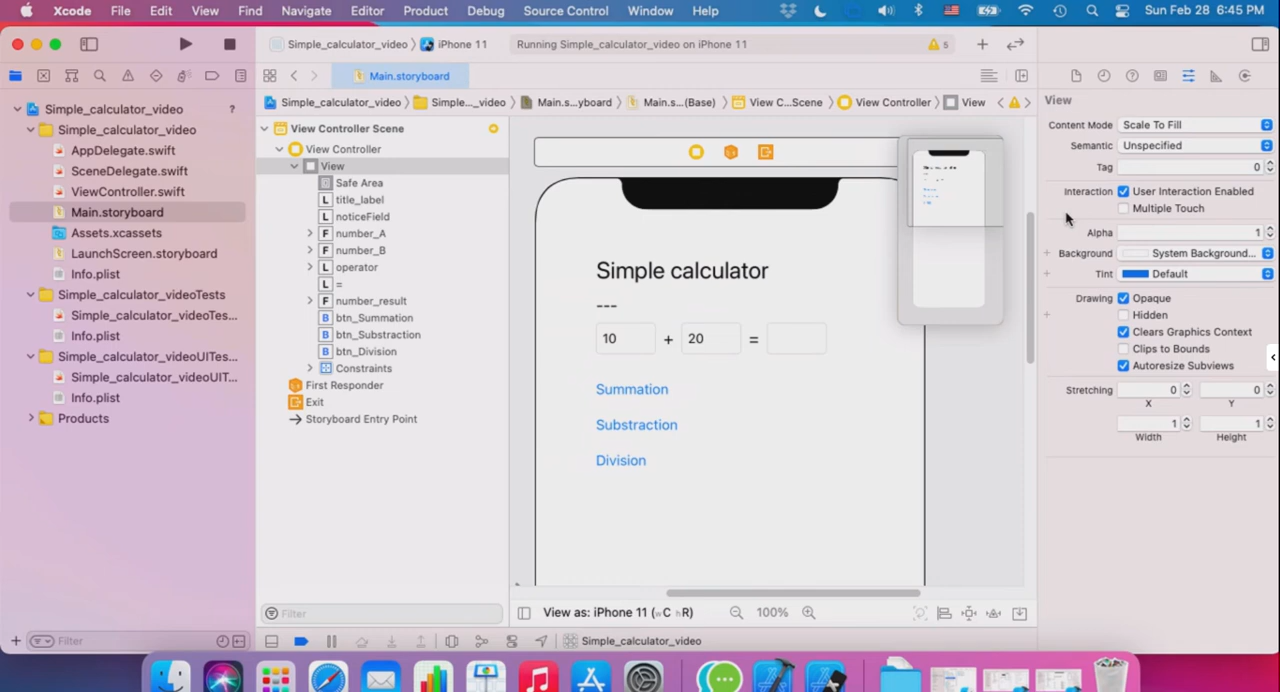 Xcode File Edit View Find Navigate Editor Product Debug Source Control Window Help Sun Feb 28 6:45 PM
Simple_calculator_video iPhone 11 Running Simple_calculator_video on iPhone 11 5
Main.storyboard
Simple_calculator_video Simple..._video Main.s...yboard Main.s...(Base) View C...Scene View Controller View
Simple_calculator_video ?
Simple_calculator_video
AppDelegate.swift
SceneDelegate.swift
ViewController.swift
Main.storyboard
Assets.xcassets
LaunchScreen.storyboard
Info.plist
Simple_calculator_videoTests
Simple_calculator_videoTe...
Info.plist
Simple_calculator_videoUITes...
Simple_calculator_videoUIT...
Info.plist
Products
Filter
View Controller Scene
View Controller
View
Safe Area
L title_label
L noticeField
F number_A
F number_B
L operator
L =
F number_result
B btn_Summation
B btn_Substraction
B btn_Division
Constraints
First Responder
Exit
Storyboard Entry Point
Filter
Simple calculator
---
10 + 20 =
Summation
Substraction
Division
View as: iPhone 11 (wC hR) 100%
Simple_calculator_video
View
Content Mode Scale To Fill
Semantic Unspecified
Tag 0
Interaction User Interaction Enabled
Multiple Touch
Alpha 1
Background System Background...
Tint Default
Drawing Opaque
Hidden
Clears Graphics Context
Clips to Bounds
Autoresize Subviews
Stretching 0 0
X Y
1 1
Width Height